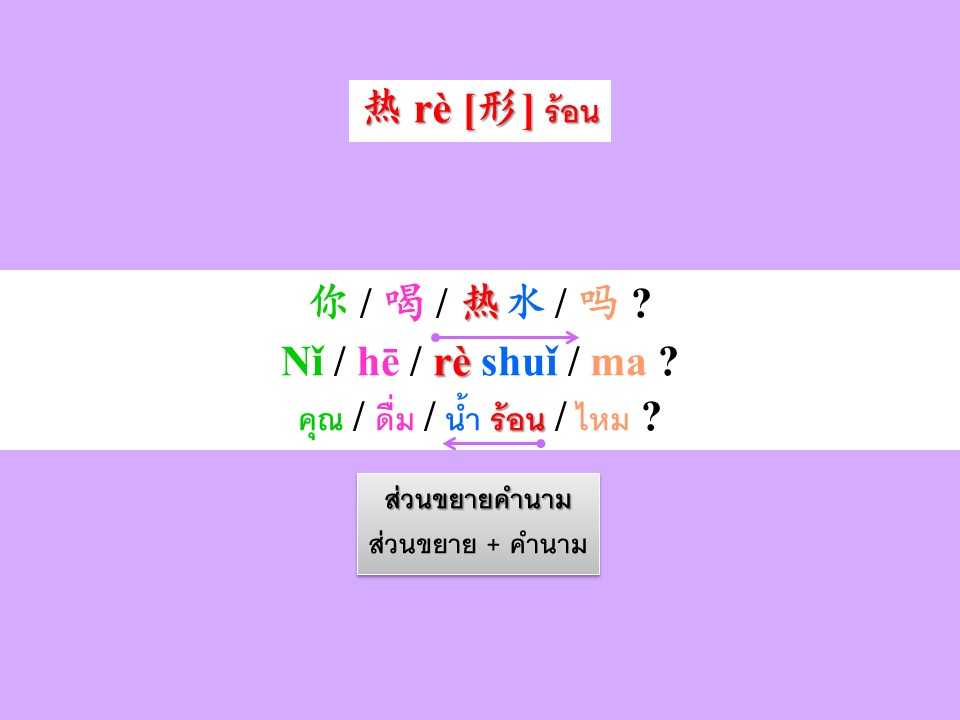 热 rè [形] ร้อน
你 / 喝 / 热 水 / 吗 ?
Nǐ / hē / rè shuǐ / ma ?
คุณ / ดื่ม / น้ำ ร้อน / ไหม ?
ส่วนขยายคำนาม
ส่วนขยาย + คำนาม